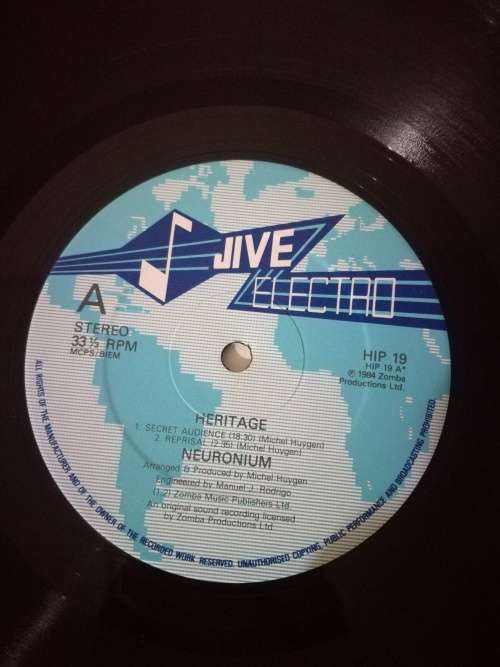 JIVE
ELECTRO
A
STEREO
33⅓ RPM
MCPS/BIEM
HIP 19
HIP 19 A*
℗ 1984 Zomba
Productions Ltd.
HERITAGE
1. SECRET AUDIENCE (18.30) (Michel Huygen)
2. REPRISAL (2.35) (Michel Huygen)
NEURONIUM
Arranged & Produced by Michel Huygen
Engineered by Manuel J. Rodrigo
(1,2) Zomba Music Publishers Ltd.
An original sound recording licensed
by Zomba Productions Ltd.
ALL RIGHTS OF THE MANUFACTURER AND OF THE OWNER OF THE RECORDED WORK RESERVED. UNAUTHORISED COPYING, PUBLIC PERFORMANCE AND BROADCASTING PROHIBITED.